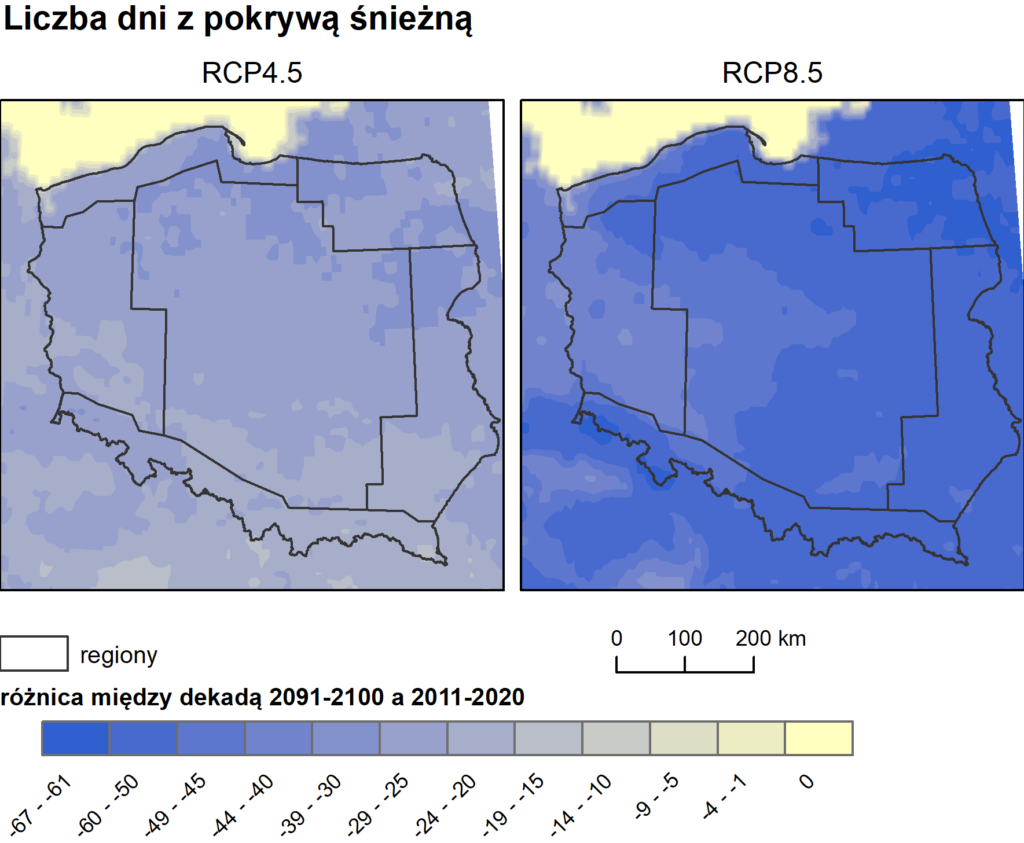 Liczba dni z pokrywą śnieżną
RCP4.5 RCP8.5
0 100 200 km
regiony
różnica między dekadą 2091-2100 a 2011-2020
-67 - -61
-60 - -50
-49 - -45
-44 - -40
-39 - -30
-29 - -25
-24 - -20
-19 - -15
-14 - -10
-9 - -5
-4 - -1
0